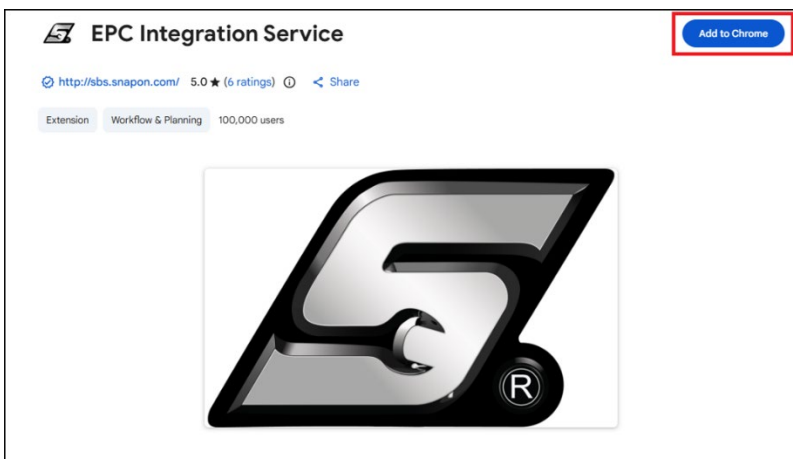 EPC Integration Service
Add to Chrome
http://sbs.snapon.com/ 5.0 ★ (6 ratings) Share
Extension Workflow & Planning 100,000 users
®